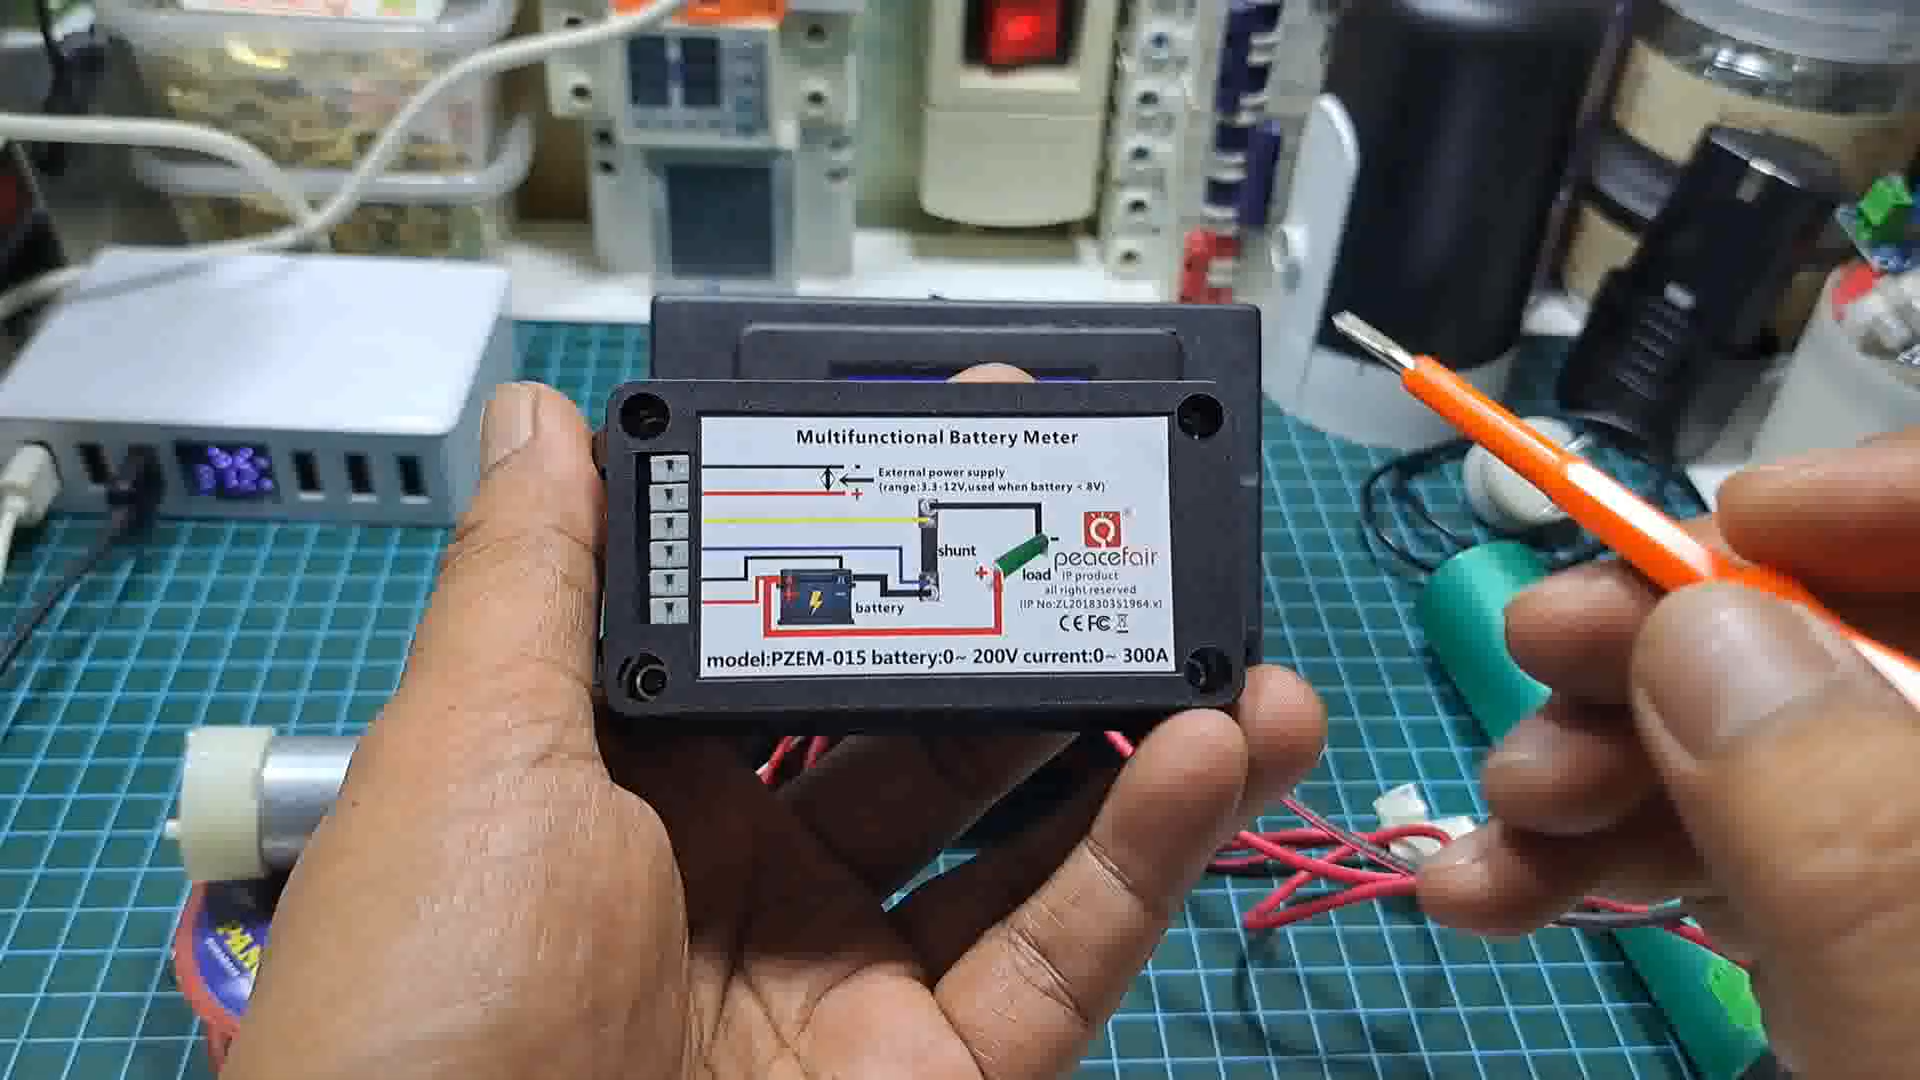 Multifunctional Battery Meter
-
External power supply
+
(range:3.3-12V,used when battery < 8V)
shunt
-
+
load
peacefair
®
IP product
all right reserved
(IP No:ZL201830351964.x)
battery
CE FC
model:PZEM-015 battery:0~ 200V current:0~ 300A